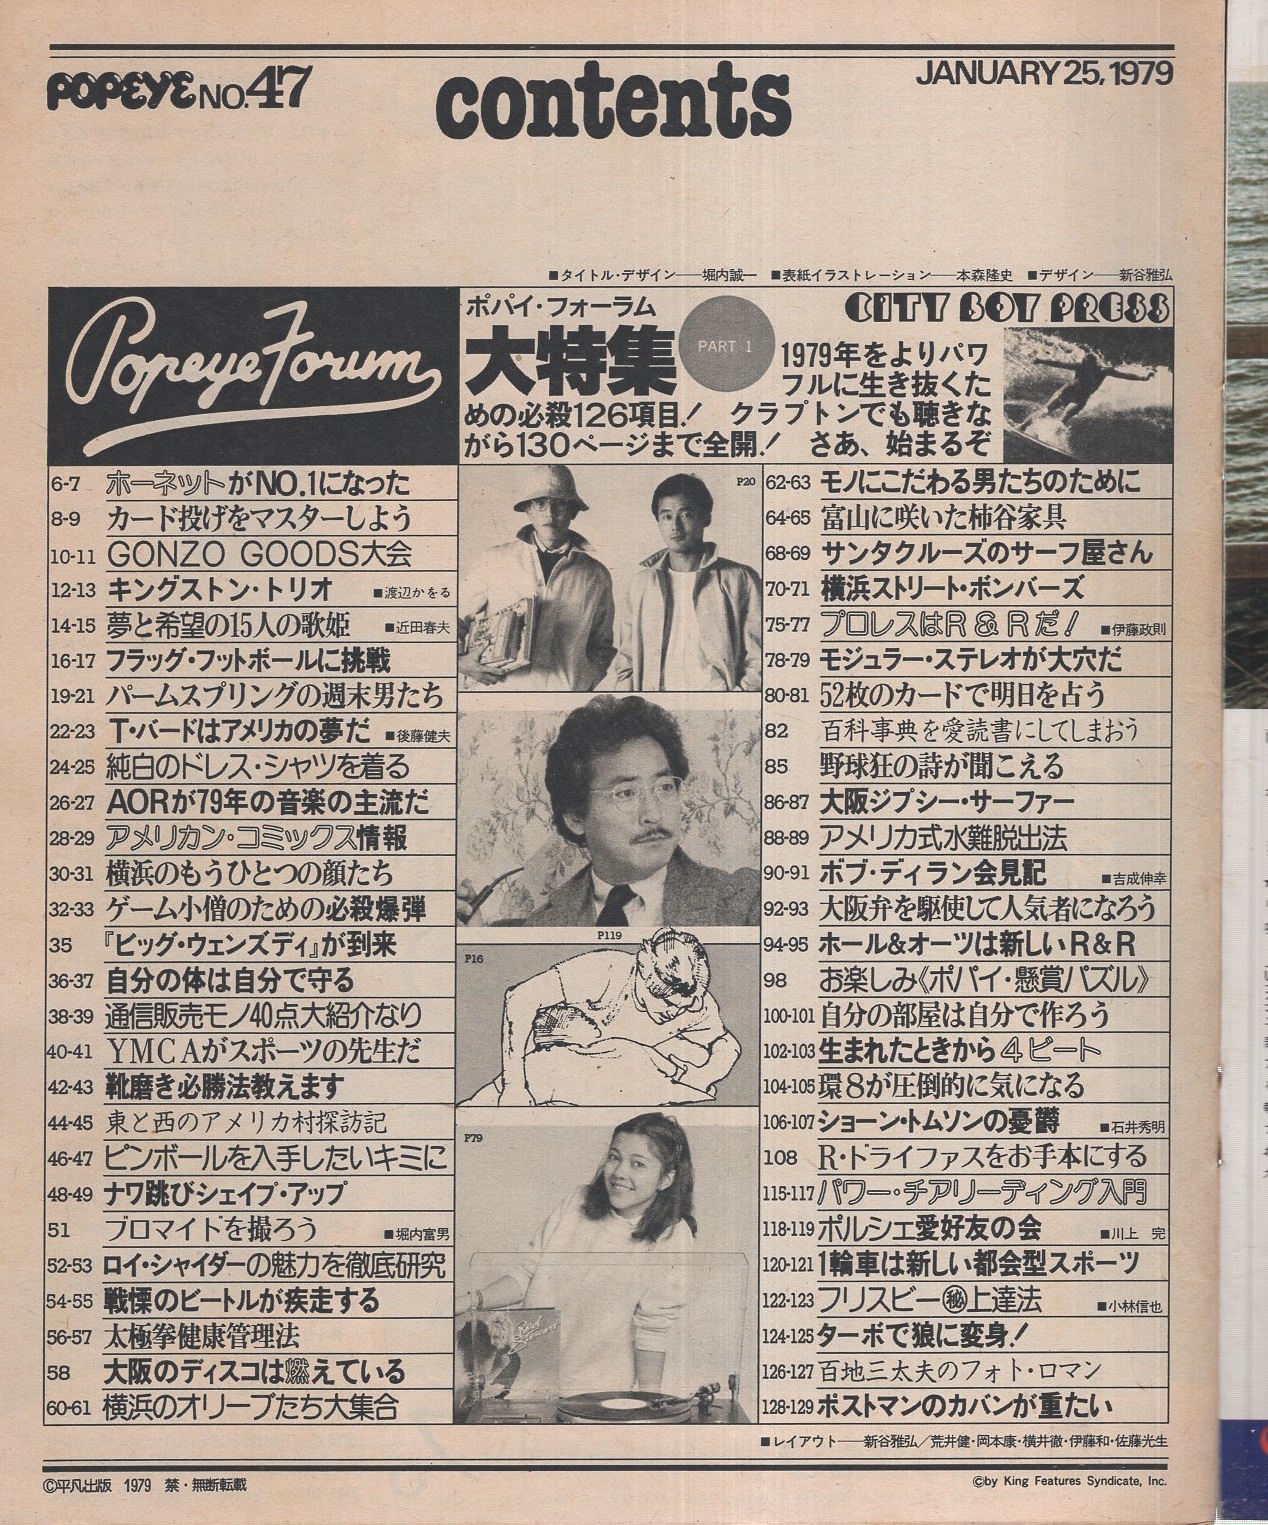 POPEYE NO.47
contents
JANUARY 25, 1979
■タイトル・デザイン──堀内誠一　■表紙イラストレーション──本森隆史　■デザイン──新谷雅弘
Popeye Forum
ポパイ・フォーラム
大特集
PART 1
CITY BOY PRESS
1979年をよりパワ
フルに生き抜くた
めの必殺126項目！　クラプトンでも聴きな
がら130ページまで全開！　さあ、始まるぞ
6-7 ホーネットがNO.1になった
8-9 カード投げをマスターしよう
10-11 GONZO GOODS大会
12-13 キングストン・トリオ ■渡辺かをる
14-15 夢と希望の15人の歌姫 ■近田春夫
16-17 フラッグ・フットボールに挑戦
19-21 パームスプリングの週末男たち
22-23 T・バードはアメリカの夢だ ■後藤健夫
24-25 純白のドレス・シャツを着る
26-27 AORが79年の音楽の主流だ
28-29 アメリカン・コミックス情報
30-31 横浜のもうひとつの顔たち
32-33 ゲーム小僧のための必殺爆弾
35 『ビッグ・ウェンズディ』が到来
36-37 自分の体は自分で守る
38-39 通信販売モノ40点大紹介なり
40-41 YMCAがスポーツの先生だ
42-43 靴磨き必勝法教えます
44-45 東と西のアメリカ村探訪記
46-47 ピンボールを入手したいキミに
48-49 ナワ跳びシェイプ・アップ
51 ブロマイドを撮ろう ■堀内富男
52-53 ロイ・シャイダーの魅力を徹底研究
54-55 戦慄のビートルが疾走する
56-57 太極拳健康管理法
58 大阪のディスコは燃えている
60-61 横浜のオリーブたち大集合
P20
P119
P16
P79
Rod Stewart
62-63 モノにこだわる男たちのために
64-65 富山に咲いた柿谷家具
68-69 サンタクルーズのサーフ屋さん
70-71 横浜ストリート・ボンバーズ
75-77 プロレスはR＆Rだ！ ■伊藤政則
78-79 モジュラー・ステレオが大穴だ
80-81 52枚のカードで明日を占う
82 百科事典を愛読書にしてしまおう
85 野球狂の詩が聞こえる
86-87 大阪ジプシー・サーファー
88-89 アメリカ式水難脱出法
90-91 ボブ・ディラン会見記 ■吉成伸幸
92-93 大阪弁を駆使して人気者になろう
94-95 ホール&オーツは新しいR&R
98 お楽しみ《ポパイ・懸賞パズル》
100-101 自分の部屋は自分で作ろう
102-103 生まれたときから4ビート
104-105 環8が圧倒的に気になる
106-107 ショーン・トムソンの憂欝 ■石井秀明
108 R・ドライファスをお手本にする
115-117 パワー・チアリーディング入門
118-119 ポルシェ愛好友の会 ■川上　完
120-121 1輪車は新しい都会型スポーツ
122-123 フリスビー㊙上達法 ■小林信也
124-125 ターボで狼に変身！
126-127 百地三太夫のフォト・ロマン
128-129 ポストマンのカバンが重たい
■レイアウト──新谷雅弘／荒井健・岡本康・横井徹・伊藤和・佐藤光生
©平凡出版　1979　禁・無断転載
©by King Features Syndicate, Inc.